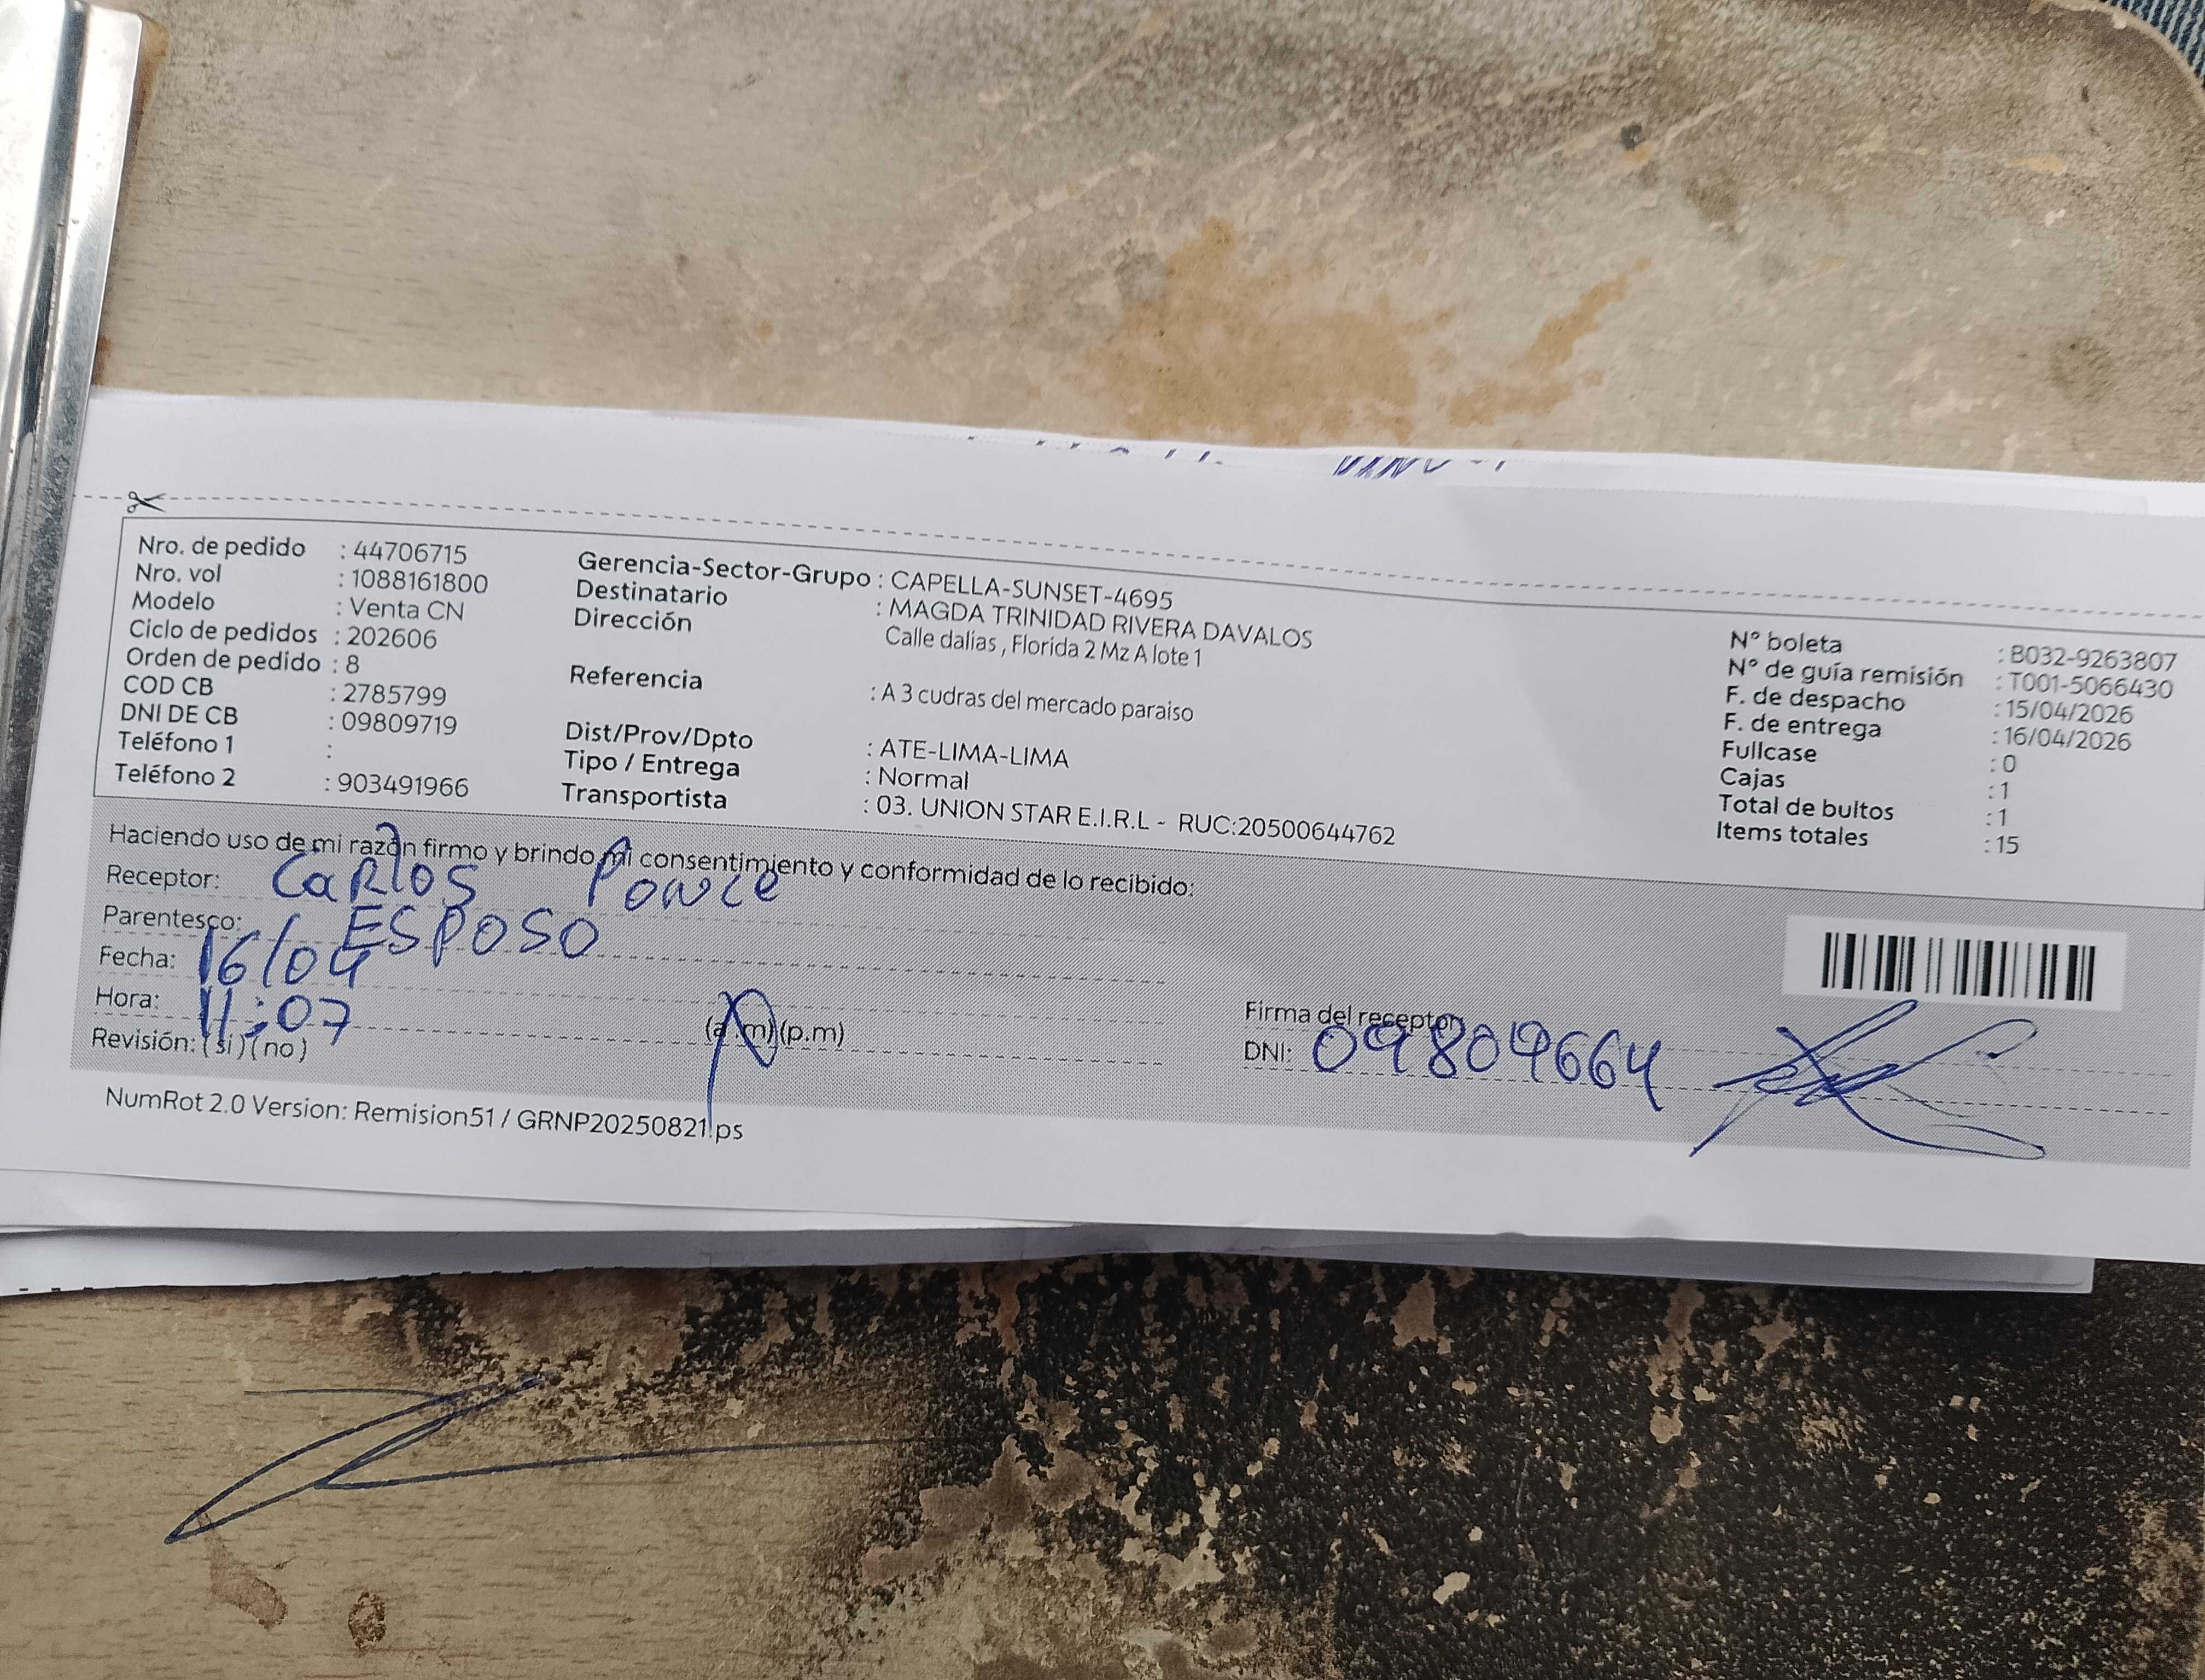 Nro. de pedido : 44706715
Nro. vol : 1088161800
Modelo : Venta CN
Ciclo de pedidos : 202606
Orden de pedido : 8
COD CB : 2785799
DNI DE CB : 09809719
Teléfono 1 :
Teléfono 2 : 903491966
Gerencia-Sector-Grupo : CAPELLA-SUNSET-4695
Destinatario : MAGDA TRINIDAD RIVERA DAVALOS
Dirección Calle dalias , Florida 2 Mz A lote 1
Referencia : A 3 cudras del mercado paraiso
Dist/Prov/Dpto : ATE-LIMA-LIMA
Tipo / Entrega : Normal
Transportista : 03. UNION STAR E.I.R.L - RUC:20500644762
N° boleta : B032-9263807
N° de guía remisión : T001-5066430
F. de despacho : 15/04/2026
F. de entrega : 16/04/2026
Fullcase : 0
Cajas : 1
Total de bultos : 1
Items totales : 15
Haciendo uso de mi razón firmo y brindo mi consentimiento y conformidad de lo recibido:
Receptor: Carlos Ponce
Parentesco: ESPOSO
Fecha: 16/04
Hora: 11:07 (a.m)(p.m)
Revisión: (si)(no)
Firma del receptor
DNI: 09809664
NumRot 2.0 Version: Remision51 / GRNP20250821.ps